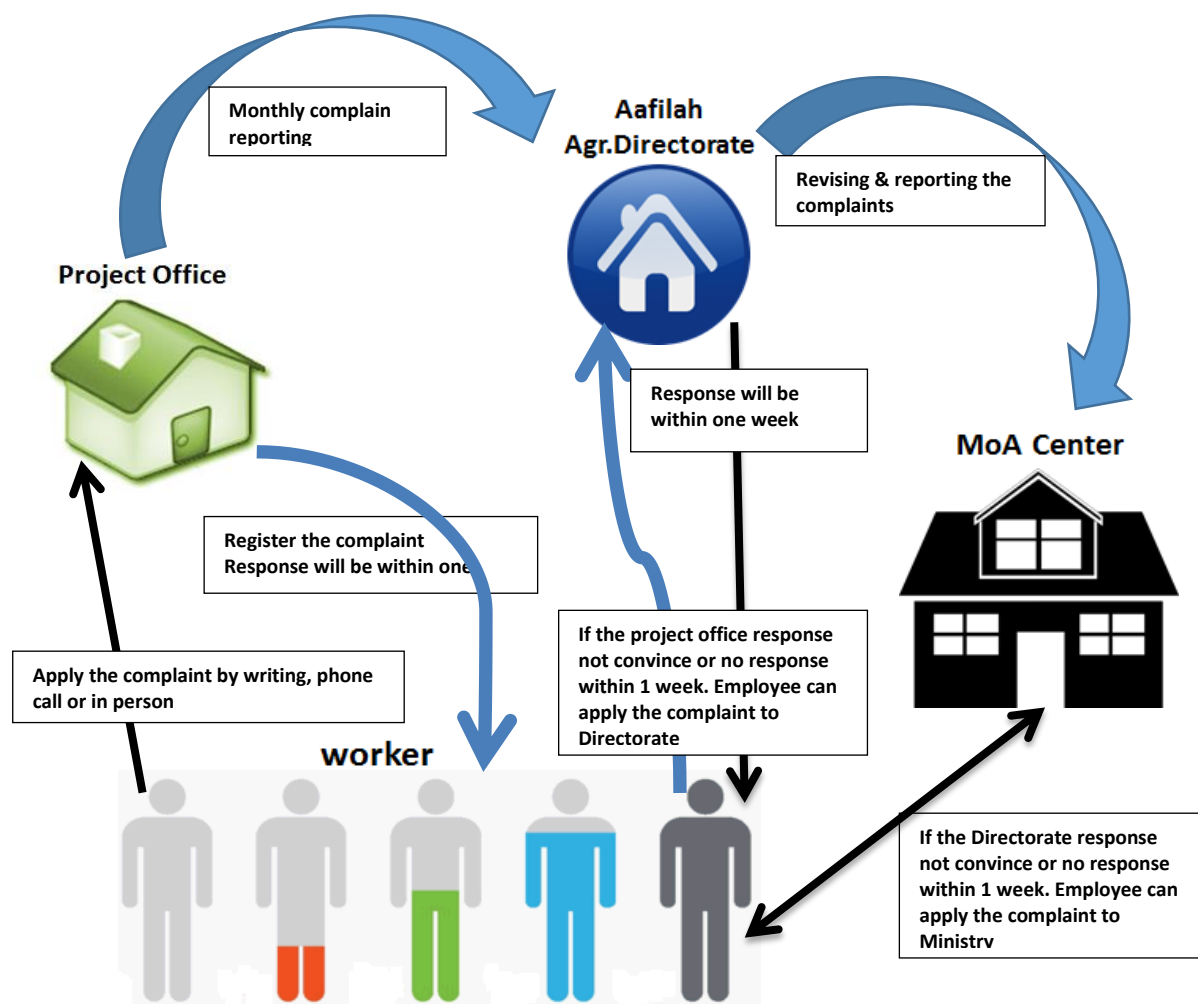 Monthly complain
reporting
Aafilah
Agr.Directorate
Revising & reporting the
complaints
Project Office
Response will be
within one week
MoA Center
Register the complaint
Response will be within one
If the project office response
not convince or no response
within 1 week. Employee can
apply the complaint to
Directorate
Apply the complaint by writing, phone
call or in person
worker
If the Directorate response
not convince or no response
within 1 week. Employee can
apply the complaint to
Ministry